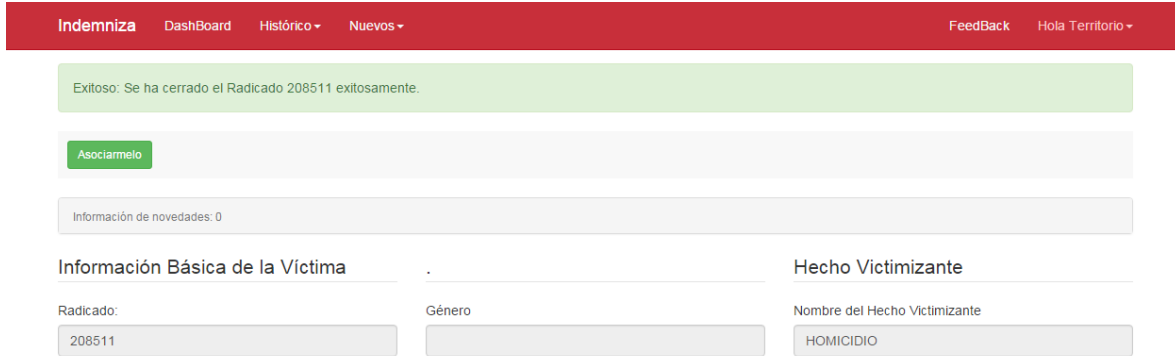 Indemniza DashBoard Histórico Nuevos FeedBack Hola Territorio
Exitoso: Se ha cerrado el Radicado 208511 exitosamente.
Asociarmelo
Información de novedades: 0
Información Básica de la Víctima . Hecho Victimizante
Radicado: Género Nombre del Hecho Victimizante
208511 HOMICIDIO